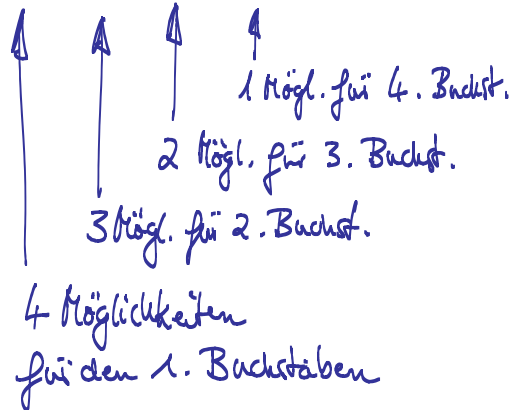 1 Mögl. für 4. Buchst.
2 Mögl. für 3. Buchst.
3 Mögl. für 2. Buchst.
4 Möglichkeiten
für den 1. Buchstaben